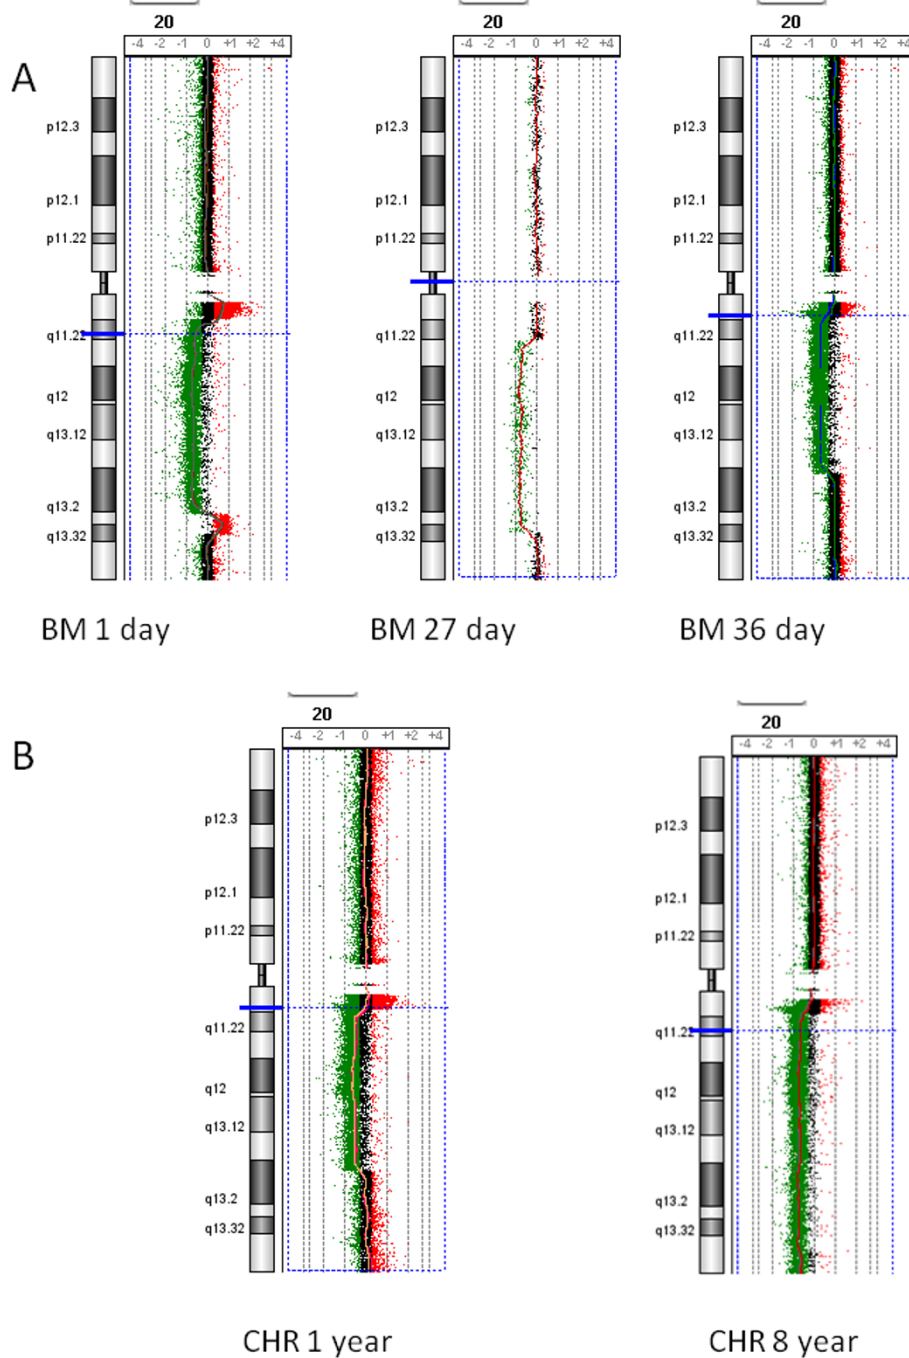 20
20
20
-4 -2 -1 0 +1 +2 +4
-4 -2 -1 0 +1 +2 +4
-4 -2 -1 0 +1 +2 +4
A
p12.3
p12.1
p11.22
q11.22
q12
q13.12
q13.2
q13.32
p12.3
p12.1
p11.22
q11.22
q12
q13.12
q13.2
q13.32
p12.3
p12.1
p11.22
q11.22
q12
q13.12
q13.2
q13.32
BM 1 day
BM 27 day
BM 36 day
20
20
-4 -2 -1 0 +1 +2 +4
-4 -2 -1 0 +1 +2 +4
B
p12.3
p12.1
p11.22
q11.22
q12
q13.12
q13.2
q13.32
p12.3
p12.1
p11.22
q11.22
q12
q13.12
q13.2
q13.32
CHR 1 year
CHR 8 year